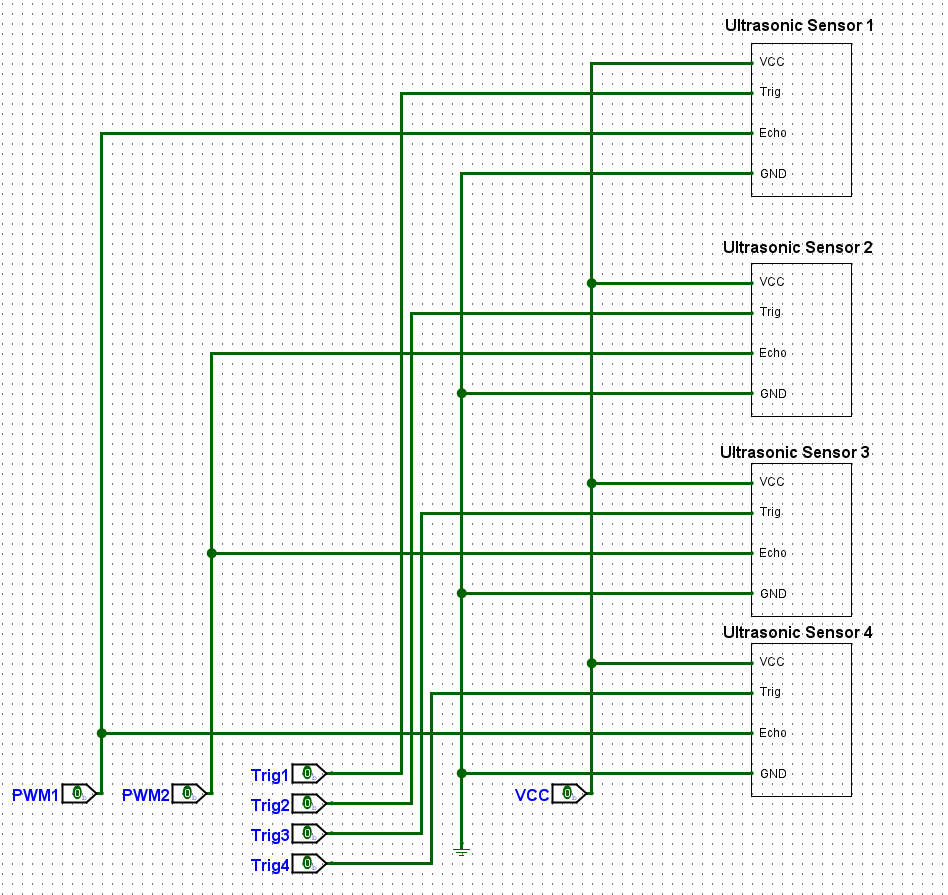 Ultrasonic Sensor 1
VCC
Trig
Echo
GND
Ultrasonic Sensor 2
VCC
Trig
Echo
GND
Ultrasonic Sensor 3
VCC
Trig
Echo
GND
Ultrasonic Sensor 4
VCC
Trig
Echo
GND
PWM1 0
PWM2 0
Trig1 0
Trig2 0
Trig3 0
Trig4 0
VCC 0